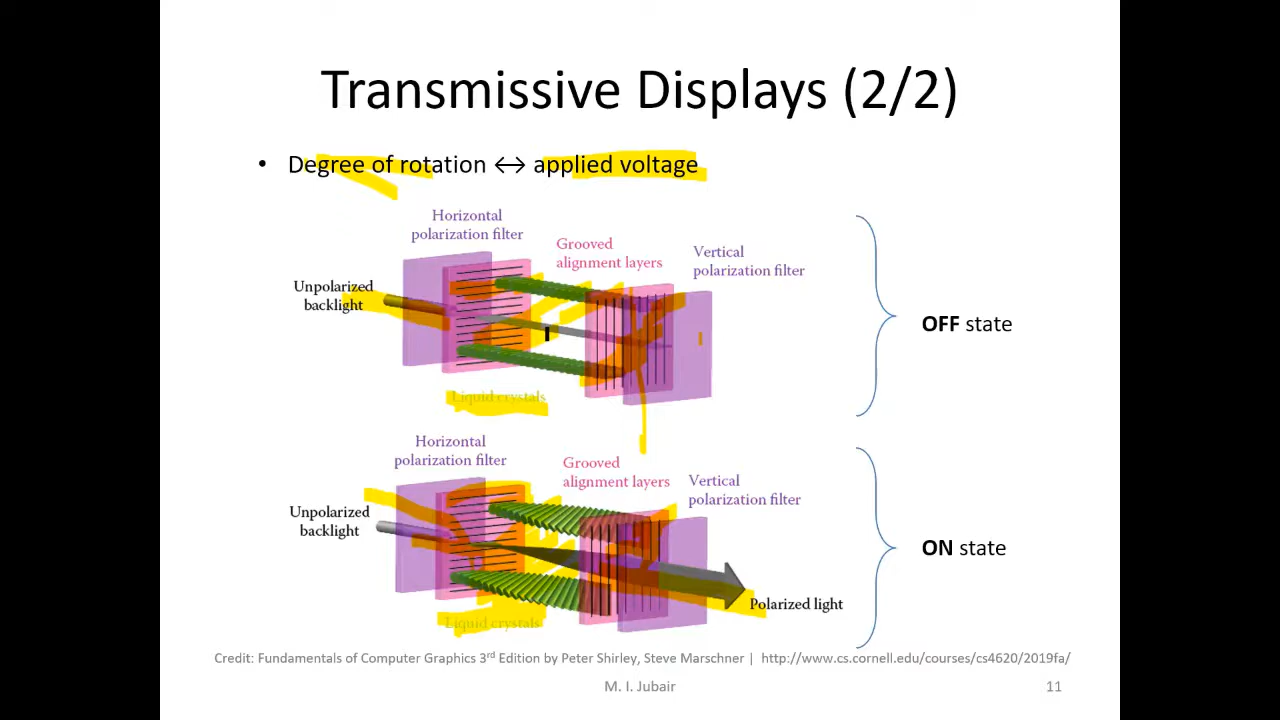 Transmissive Displays (2/2)
• Degree of rotation ↔ applied voltage
Horizontal
polarization filter
Grooved
alignment layers
Vertical
polarization filter
Unpolarized
backlight
Liquid crystals
OFF state
Horizontal
polarization filter
Grooved
alignment layers
Vertical
polarization filter
Unpolarized
backlight
Liquid crystals
Polarized light
ON state
Credit: Fundamentals of Computer Graphics 3rd Edition by Peter Shirley, Steve Marschner | http://www.cs.cornell.edu/courses/cs4620/2019fa/
M. I. Jubair
11